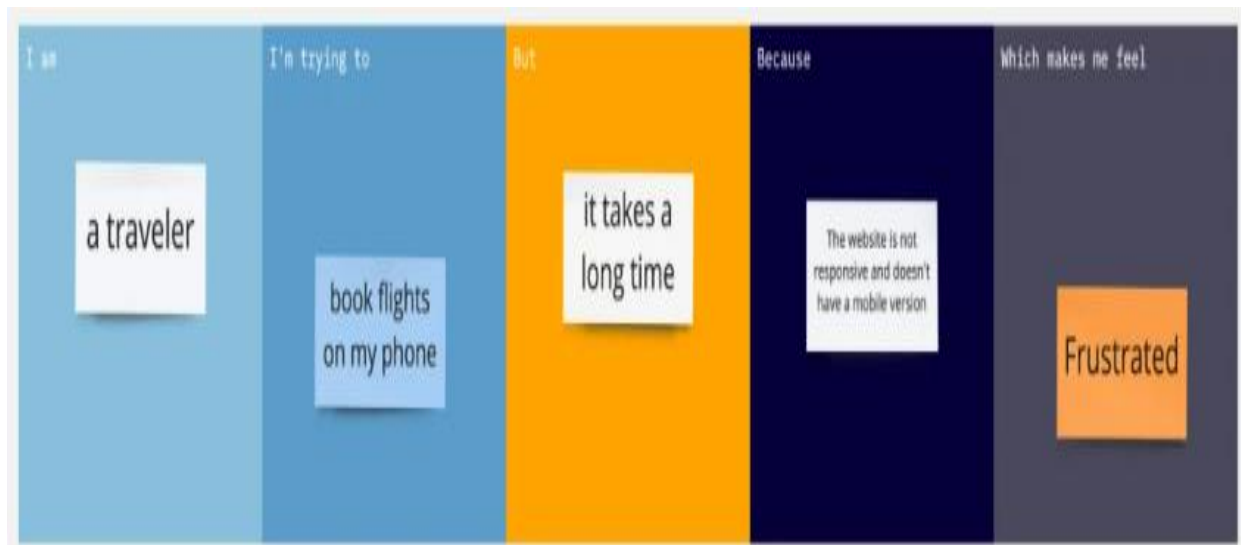 I am
a traveler
I'm trying to
book flights
on my phone
But
it takes a
long time
Because
The website is not
responsive and doesn't
have a mobile version
Which makes me feel
Frustrated